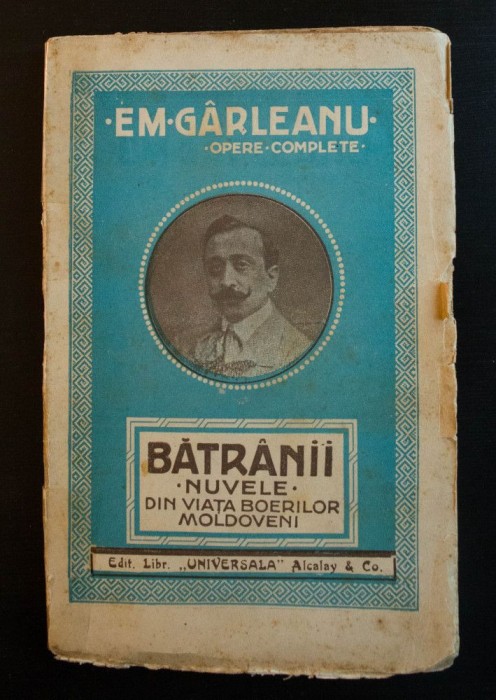 ·EM·GÂRLEANU·
·OPERE·COMPLETE·
BĂTRÂNII
·NUVELE·
DIN VIAȚA BOERILOR
MOLDOVENI
Edit. Libr. „UNIVERSALA" Alcalay & Co.